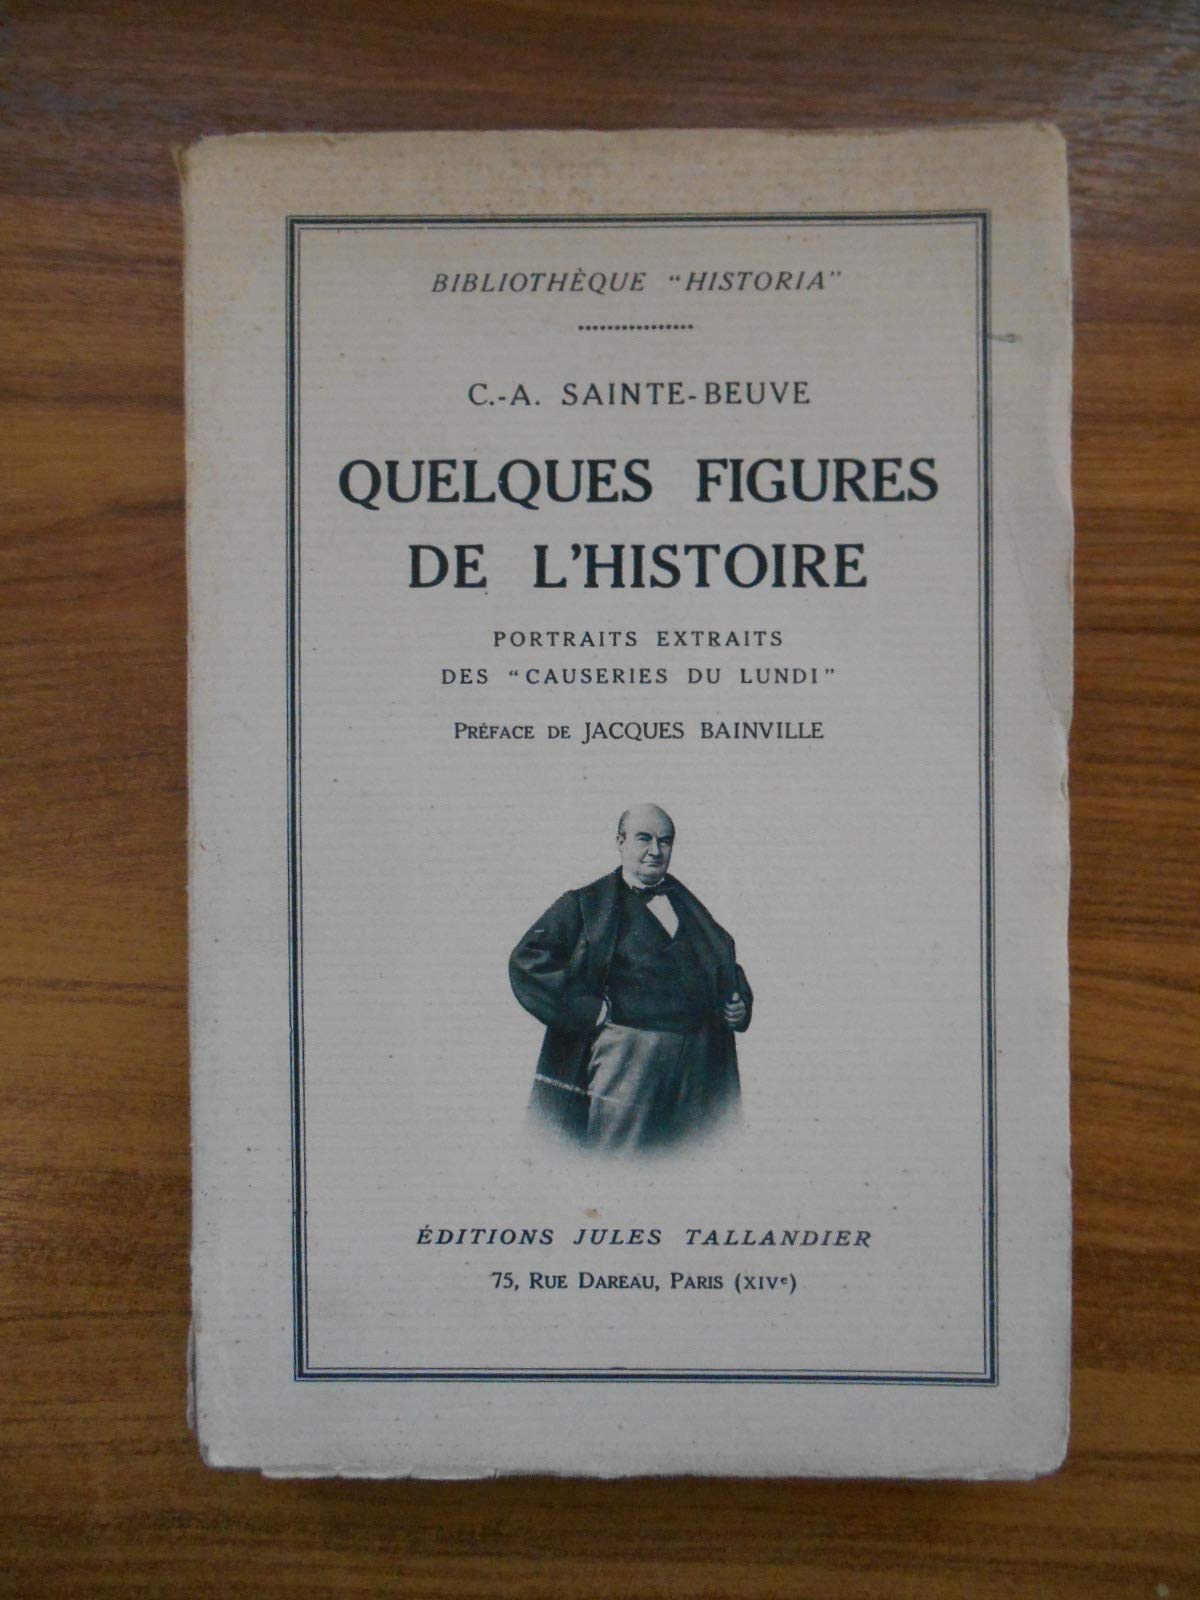 BIBLIOTHÈQUE "HISTORIA"
C.-A. SAINTE-BEUVE
QUELQUES FIGURES
DE L'HISTOIRE
PORTRAITS EXTRAITS
DES "CAUSERIES DU LUNDI"
PRÉFACE DE JACQUES BAINVILLE
ÉDITIONS JULES TALLANDIER
75, RUE DAREAU, PARIS (XIVe)